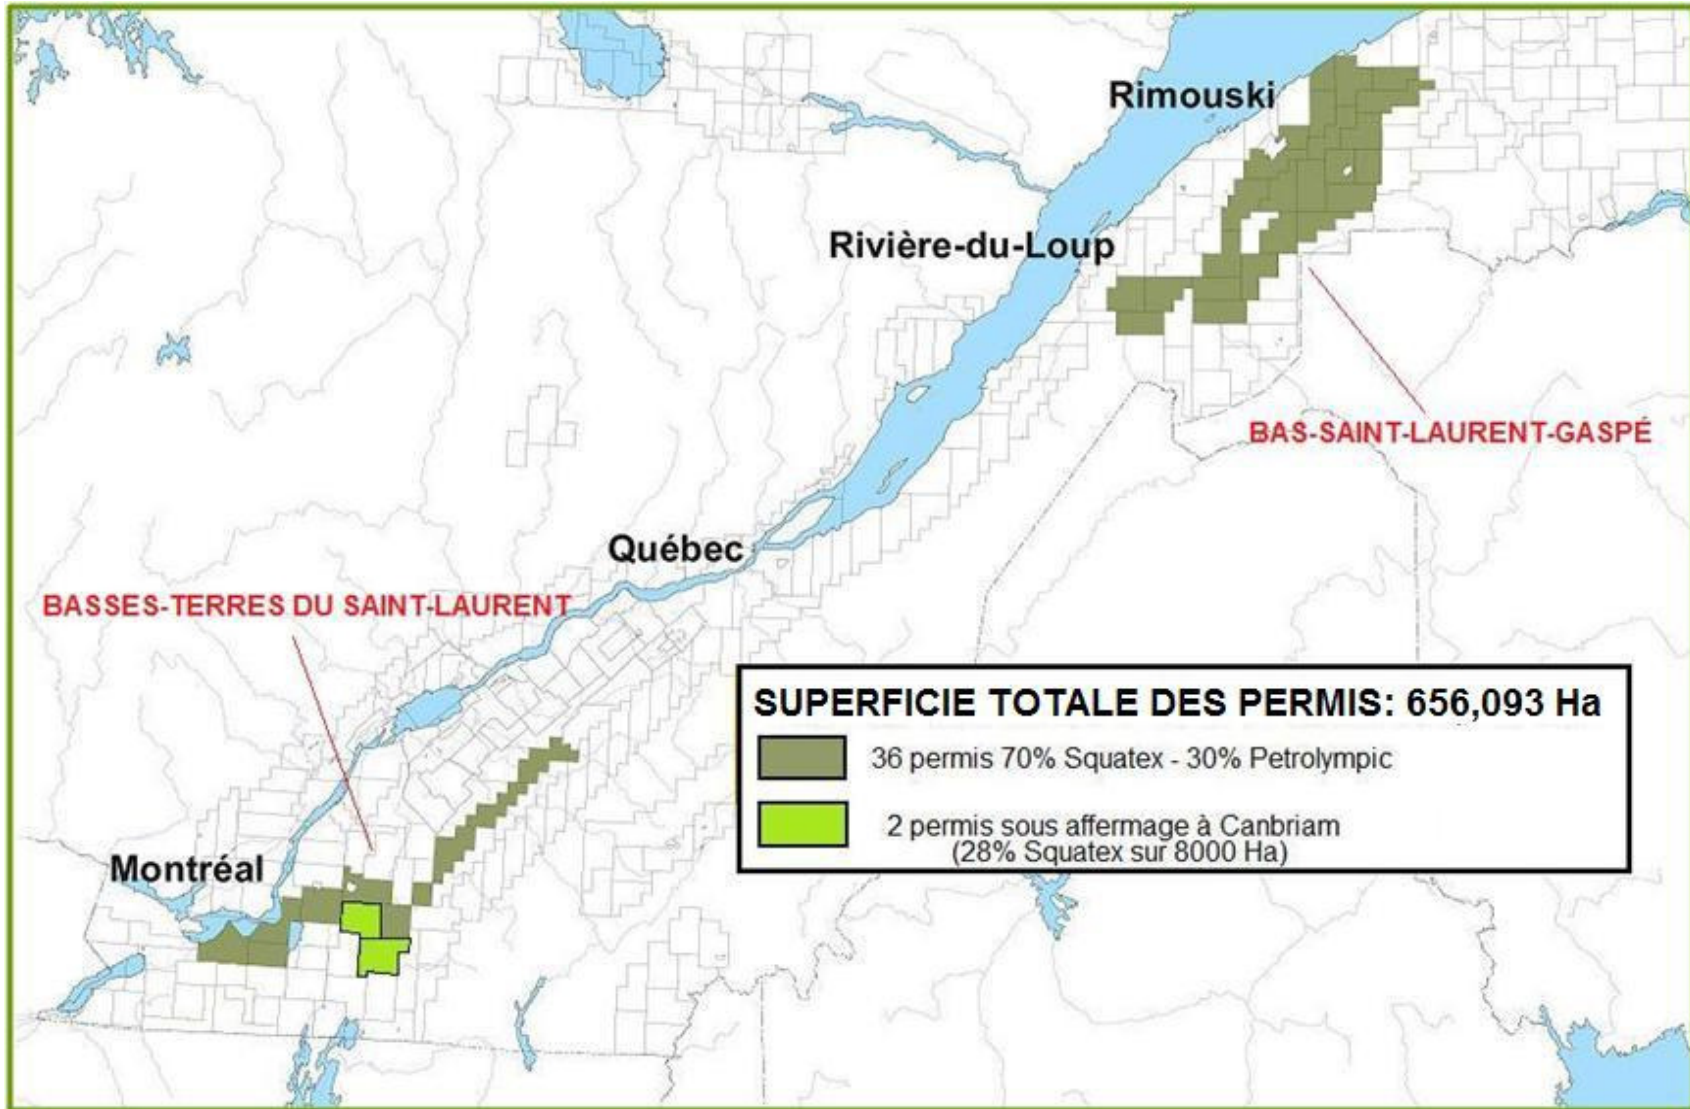 Rimouski
Rivière-du-Loup
BAS-SAINT-LAURENT-GASPÉ
Québec
BASSES-TERRES DU SAINT-LAURENT
Montréal
SUPERFICIE TOTALE DES PERMIS: 656,093 Ha
36 permis 70% Squatex - 30% Petrolympic
2 permis sous affermage à Canbriam
(28% Squatex sur 8000 Ha)